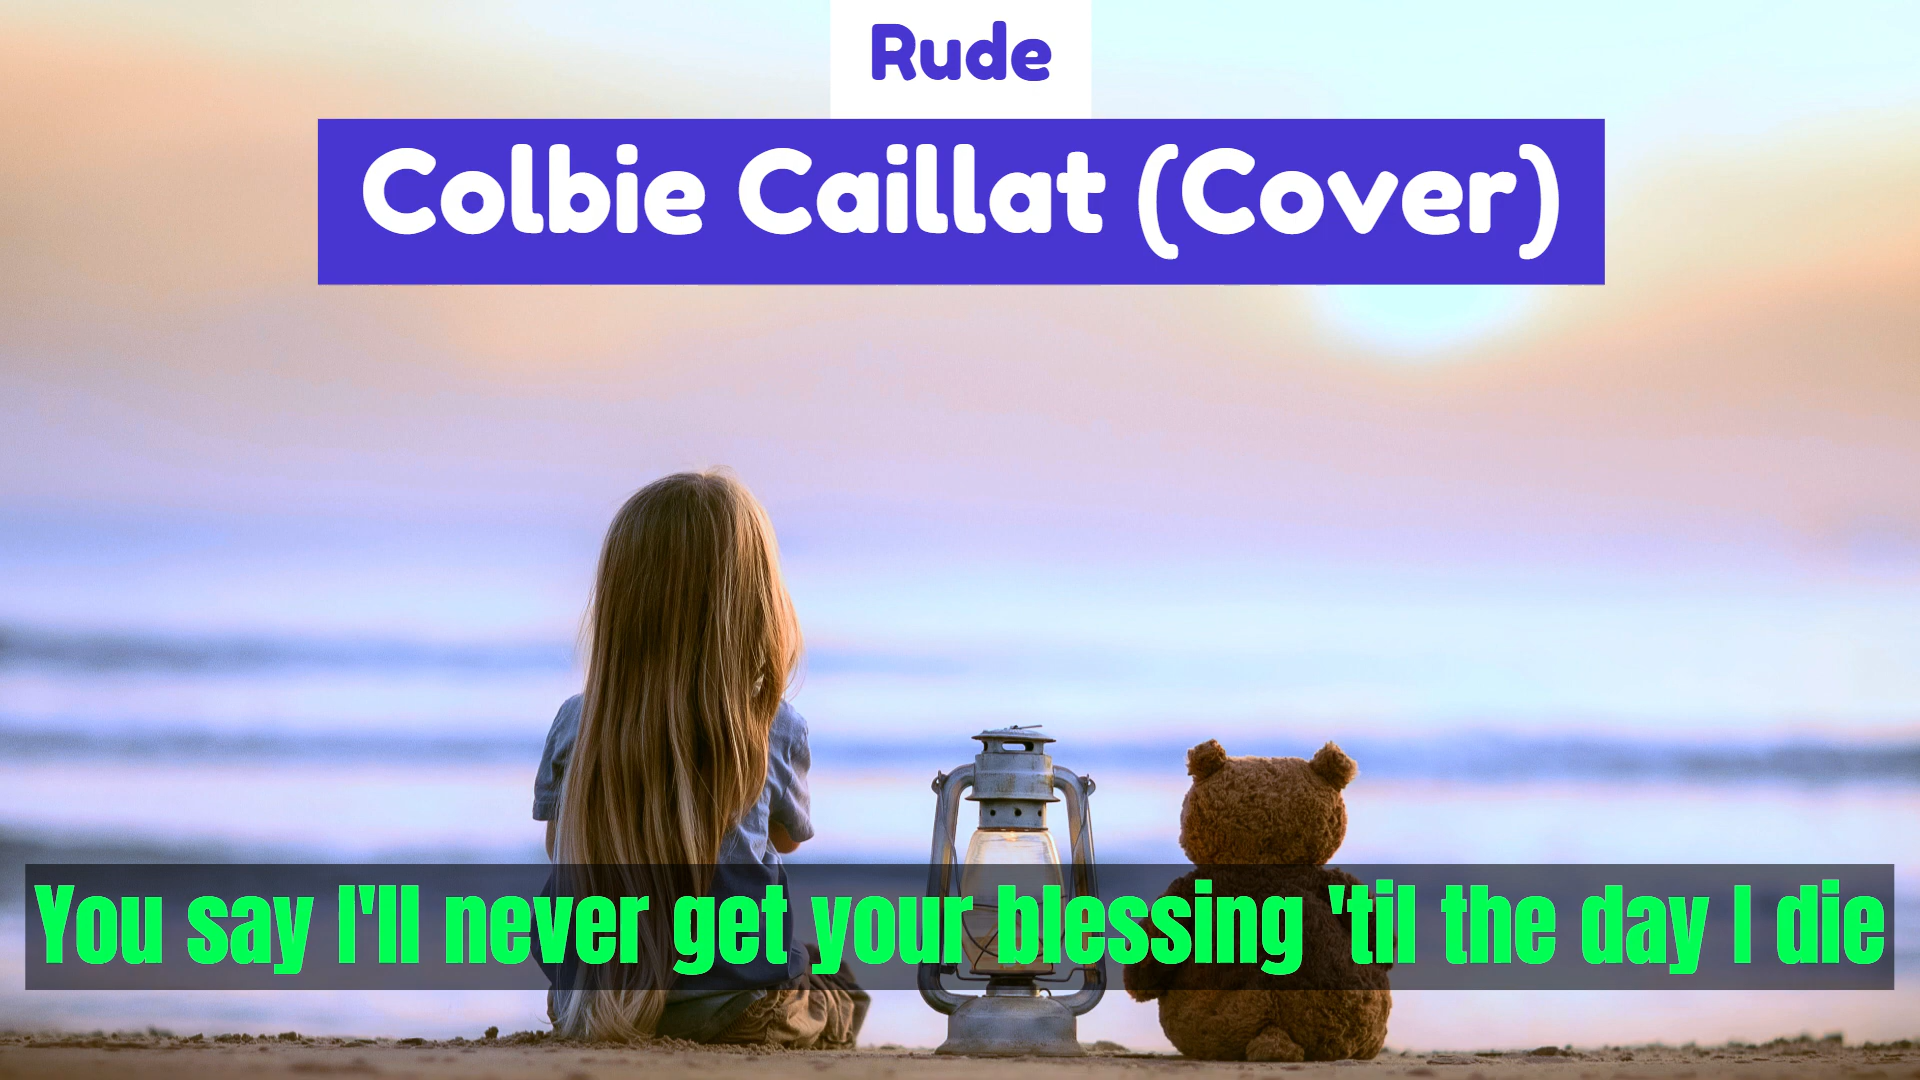 Rude
Colbie Caillat (Cover)
You say I'll never get your blessing 'til the day I die